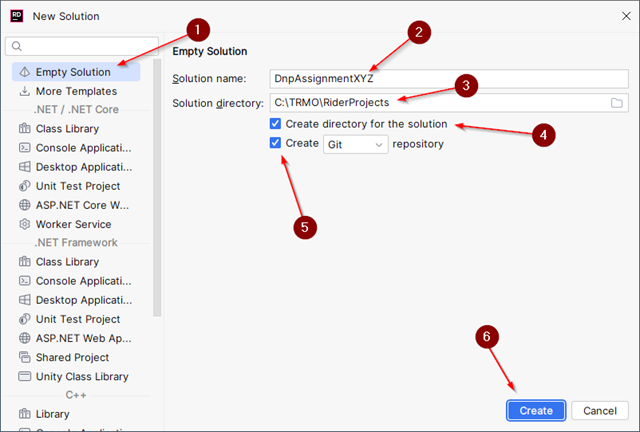 RD New Solution
1
2
3
4
5
6
Empty Solution
More Templates
.NET / .NET Core
Class Library
Console Applicati...
Desktop Applicati...
Unit Test Project
ASP.NET Core W...
Worker Service
.NET Framework
Class Library
Console Applicati...
Desktop Applicati...
Unit Test Project
ASP.NET Web Ap...
Shared Project
Unity Class Library
C++
Library
Console Applicati...
Empty Solution
Solution name: DnpAssignmentXYZ
Solution directory: C:\TRMO\RiderProjects
Create directory for the solution
Create Git repository
Create Cancel